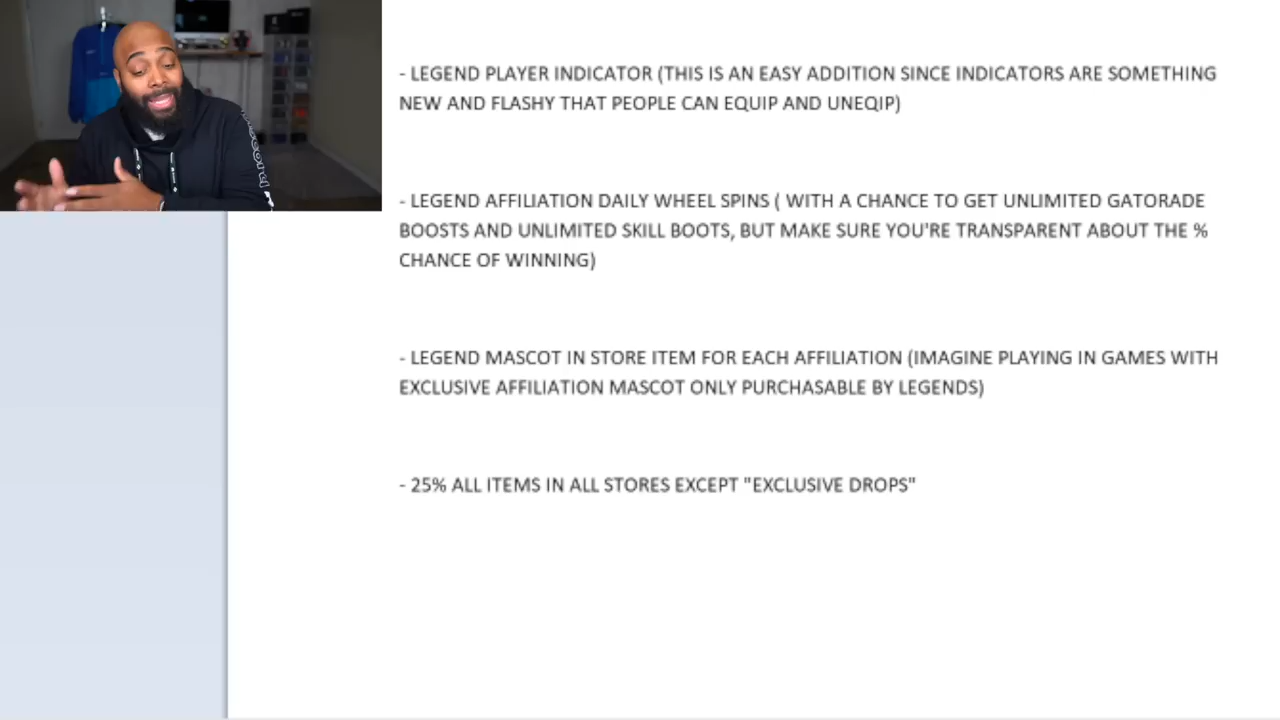 - LEGEND PLAYER INDICATOR (THIS IS AN EASY ADDITION SINCE INDICATORS ARE SOMETHING
NEW AND FLASHY THAT PEOPLE CAN EQUIP AND UNEQIP)
- LEGEND AFFILIATION DAILY WHEEL SPINS ( WITH A CHANCE TO GET UNLIMITED GATORADE
BOOSTS AND UNLIMITED SKILL BOOTS, BUT MAKE SURE YOU'RE TRANSPARENT ABOUT THE %
CHANCE OF WINNING)
- LEGEND MASCOT IN STORE ITEM FOR EACH AFFILIATION (IMAGINE PLAYING IN GAMES WITH
EXCLUSIVE AFFILIATION MASCOT ONLY PURCHASABLE BY LEGENDS)
- 25% ALL ITEMS IN ALL STORES EXCEPT "EXCLUSIVE DROPS"